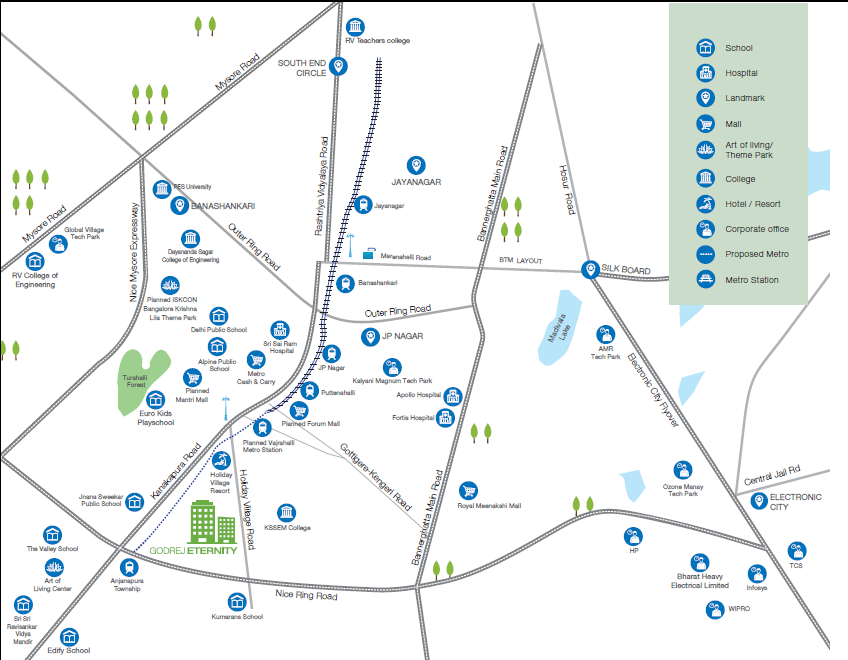 RV Teachers college
SOUTH END
CIRCLE
Mysore Road
JAYANAGAR
Rashtriya Vidyalaya Road
Bannerghatta Main Road
Hosur Road
PES University
BANASHANKARI
Jayanagar
Mysore Road
Global Village
Tech Park
RV College of
Engineering
Nice Mysore Expressway
Dayananda Sagar
College of Engineering
Outer Ring Road
Marenahalli Road
BTM LAYOUT
SILK BOARD
Planned ISKCON
Bangalore Krishna
Lila Theme Park
Banashankari
Outer Ring Road
Delhi Public School
Sri Sai Ram
Hospital
JP NAGAR
Madivala
Lake
AMR
Tech Park
Alpine Public
School
Metro
Cash & Carry
JP Nagar
Kalyani Magnum Tech Park
Turahalli
Forest
Planned
Mantri Mall
Puttenahalli
Apollo Hospital
Euro Kids
Playschool
Planned Forum Mall
Fortis Hospital
Electronic City Flyover
Planned Vajrahalli
Metro Station
Kanakapura Road
Holiday
Village
Resort
Holiday Village Road
Gottigere-Kengeri Road
Bannerghatta Main Road
Ozone Manay
Tech Park
Central Jail Rd
Jnana Sweekar
Public School
Royal Meenakshi Mall
ELECTRONIC
CITY
KSSEM College
GODREJ ETERNITY
The Valley School
HP
TCS
Art of
Living Center
Anjanapura
Township
Bharat Heavy
Electrical Limited
Infosys
Nice Ring Road
Sri Sri
Ravisankar
Vidya
Mandir
Kumarans School
WIPRO
Edify School
School
Hospital
Landmark
Mall
Art of living/
Theme Park
College
Hotel / Resort
Corporate office
Proposed Metro
Metro Station